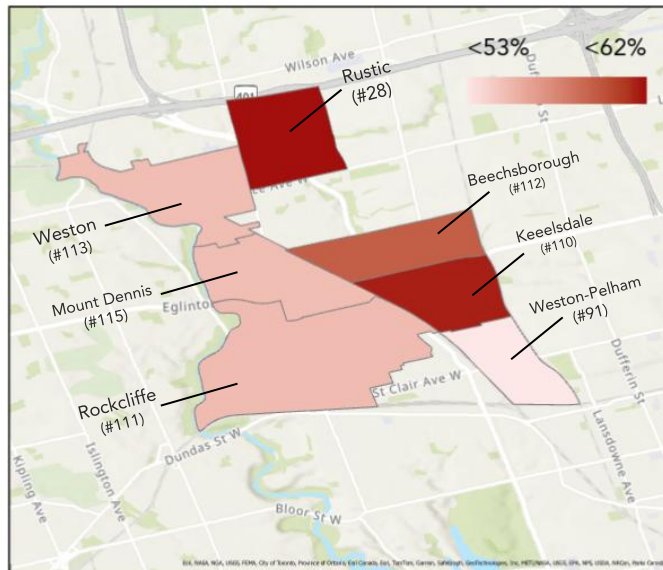 <53% <62%
Wilson Ave
Rustic
(#28)
401
Beechsborough
(#112)
Weston
(#113)
Keeelsdale
(#110)
Mount Dennis
(#115)
Eglinto
Weston-Pelham
(#91)
Rockcliffe
(#111)
St Clair Ave W
Dufferin St
Lansdowne Ave
Dundas St W
Islington Ave
Kipling Ave
Bloor St W